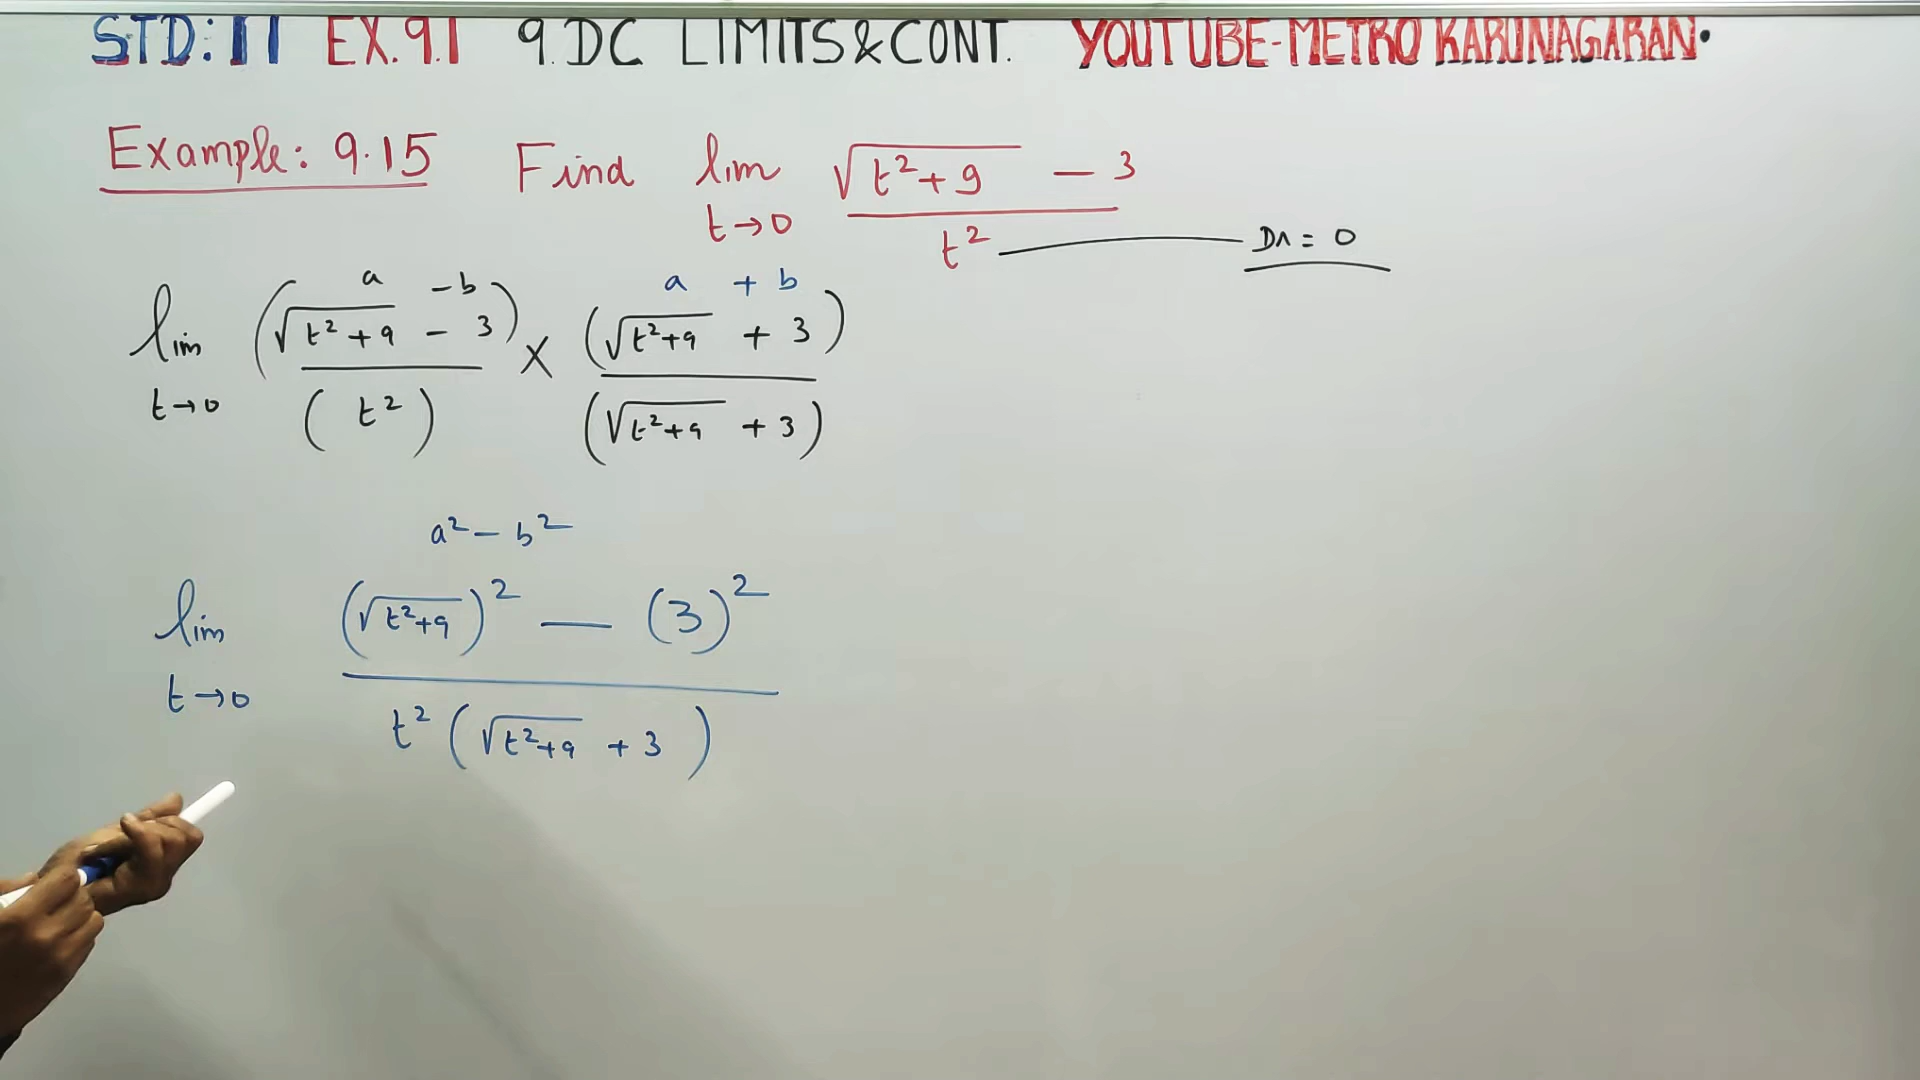 STD: 11 EX. 9.1 9. DC LIMITS & CONT. YOUTUBE-METRO KARUNAGARAN.
Example: 9.15 Find lim t→0 (√(t²+9) − 3) / t² — Dr = 0
a − b a + b
lim t→0 (√(t²+9) − 3) / (t²) × (√(t²+9) + 3) / (√(t²+9) + 3)
a² − b²
lim t→0 ((√(t²+9))² − (3)²) / (t² (√(t²+9) + 3))